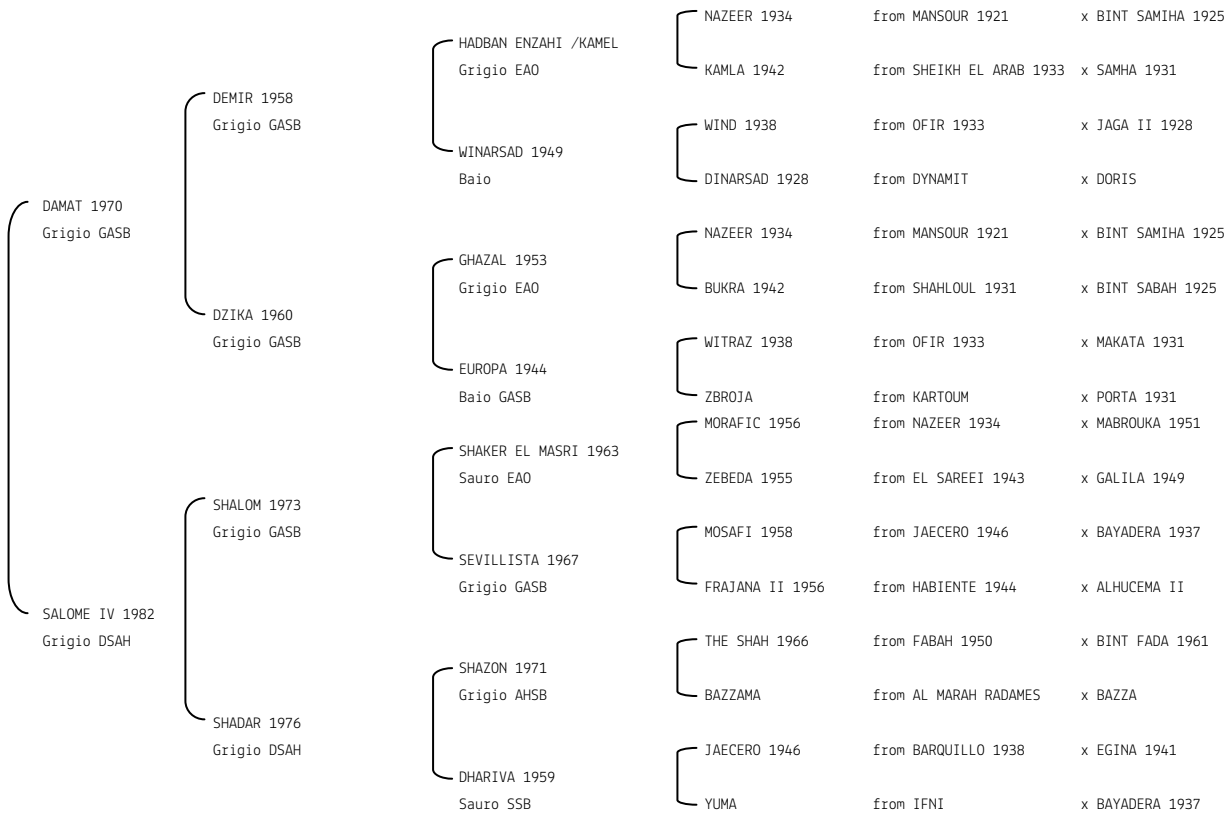 NAZEER 1934 from MANSOUR 1921 x BINT SAMIHA 1925
HADBAN ENZAHI /KAMEL
Grigio EAO
KAMLA 1942 from SHEIKH EL ARAB 1933 x SAMHA 1931
DEMIR 1958
Grigio GASB
WIND 1938 from OFIR 1933 x JAGA II 1928
WINARSAD 1949
Baio
DINARSAD 1928 from DYNAMIT x DORIS
DAMAT 1970
Grigio GASB
NAZEER 1934 from MANSOUR 1921 x BINT SAMIHA 1925
GHAZAL 1953
Grigio EAO
BUKRA 1942 from SHAHLOUL 1931 x BINT SABAH 1925
DZIKA 1960
Grigio GASB
WITRAZ 1938 from OFIR 1933 x MAKATA 1931
EUROPA 1944
Baio GASB
ZBROJA from KARTOUM x PORTA 1931
MORAFIC 1956 from NAZEER 1934 x MABROUKA 1951
SHAKER EL MASRI 1963
Sauro EAO
ZEBEDA 1955 from EL SAREEI 1943 x GALILA 1949
SHALOM 1973
Grigio GASB
MOSAFI 1958 from JAECERO 1946 x BAYADERA 1937
SEVILLISTA 1967
Grigio GASB
FRAJANA II 1956 from HABIENTE 1944 x ALHUCEMA II
SALOME IV 1982
Grigio DSAH
THE SHAH 1966 from FABAH 1950 x BINT FADA 1961
SHAZON 1971
Grigio AHSB
BAZZAMA from AL MARAH RADAMES x BAZZA
SHADAR 1976
Grigio DSAH
JAECERO 1946 from BARQUILLO 1938 x EGINA 1941
DHARIVA 1959
Sauro SSB
YUMA from IFNI x BAYADERA 1937